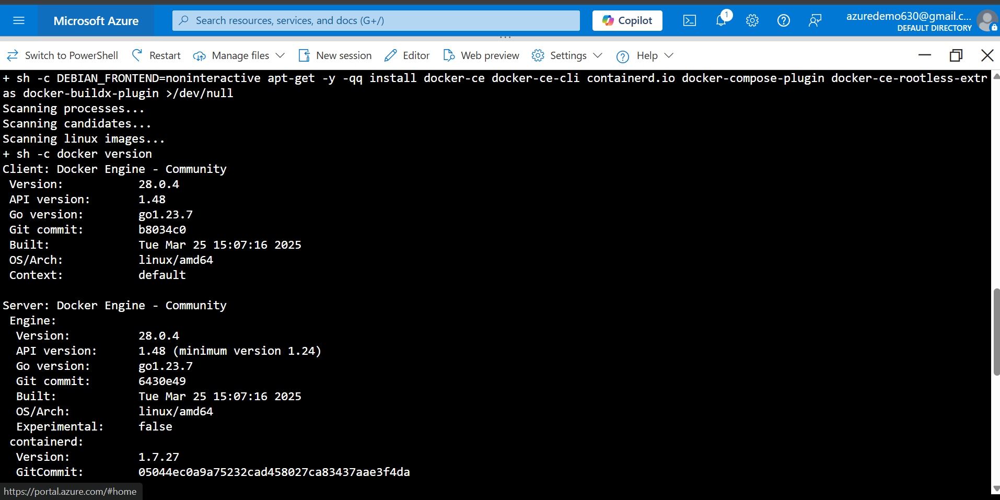 Microsoft Azure
Search resources, services, and docs (G+/)
Copilot
1
azuredemo630@gmail.c...
DEFAULT DIRECTORY
Switch to PowerShell
Restart
Manage files
New session
Editor
Web preview
Settings
Help
+ sh -c DEBIAN_FRONTEND=noninteractive apt-get -y -qq install docker-ce docker-ce-cli containerd.io docker-compose-plugin docker-ce-rootless-extr
as docker-buildx-plugin >/dev/null
Scanning processes...
Scanning candidates...
Scanning linux images...
+ sh -c docker version
Client: Docker Engine - Community
Version: 28.0.4
API version: 1.48
Go version: go1.23.7
Git commit: b8034c0
Built: Tue Mar 25 15:07:16 2025
OS/Arch: linux/amd64
Context: default
Server: Docker Engine - Community
Engine:
Version: 28.0.4
API version: 1.48 (minimum version 1.24)
Go version: go1.23.7
Git commit: 6430e49
Built: Tue Mar 25 15:07:16 2025
OS/Arch: linux/amd64
Experimental: false
containerd:
Version: 1.7.27
GitCommit: 05044ec0a9a75232cad458027ca83437aae3f4da
https://portal.azure.com/#home